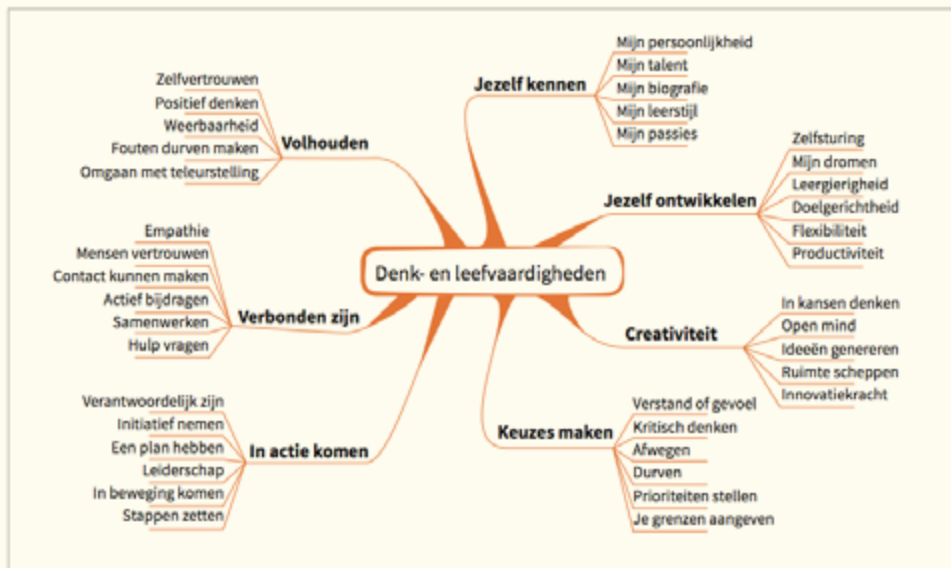 Denk- en leefvaardigheden
Jezelf kennen
Mijn persoonlijkheid
Mijn talent
Mijn biografie
Mijn leerstijl
Mijn passies
Jezelf ontwikkelen
Zelfsturing
Mijn dromen
Leergierigheid
Doelgerichtheid
Flexibiliteit
Productiviteit
Creativiteit
In kansen denken
Open mind
Ideeën genereren
Ruimte scheppen
Innovatiekracht
Keuzes maken
Verstand of gevoel
Kritisch denken
Afwegen
Durven
Prioriteiten stellen
Je grenzen aangeven
In actie komen
Verantwoordelijk zijn
Initiatief nemen
Een plan hebben
Leiderschap
In beweging komen
Stappen zetten
Verbonden zijn
Empathie
Mensen vertrouwen
Contact kunnen maken
Actief bijdragen
Samenwerken
Hulp vragen
Volhouden
Zelfvertrouwen
Positief denken
Weerbaarheid
Fouten durven maken
Omgaan met teleurstelling